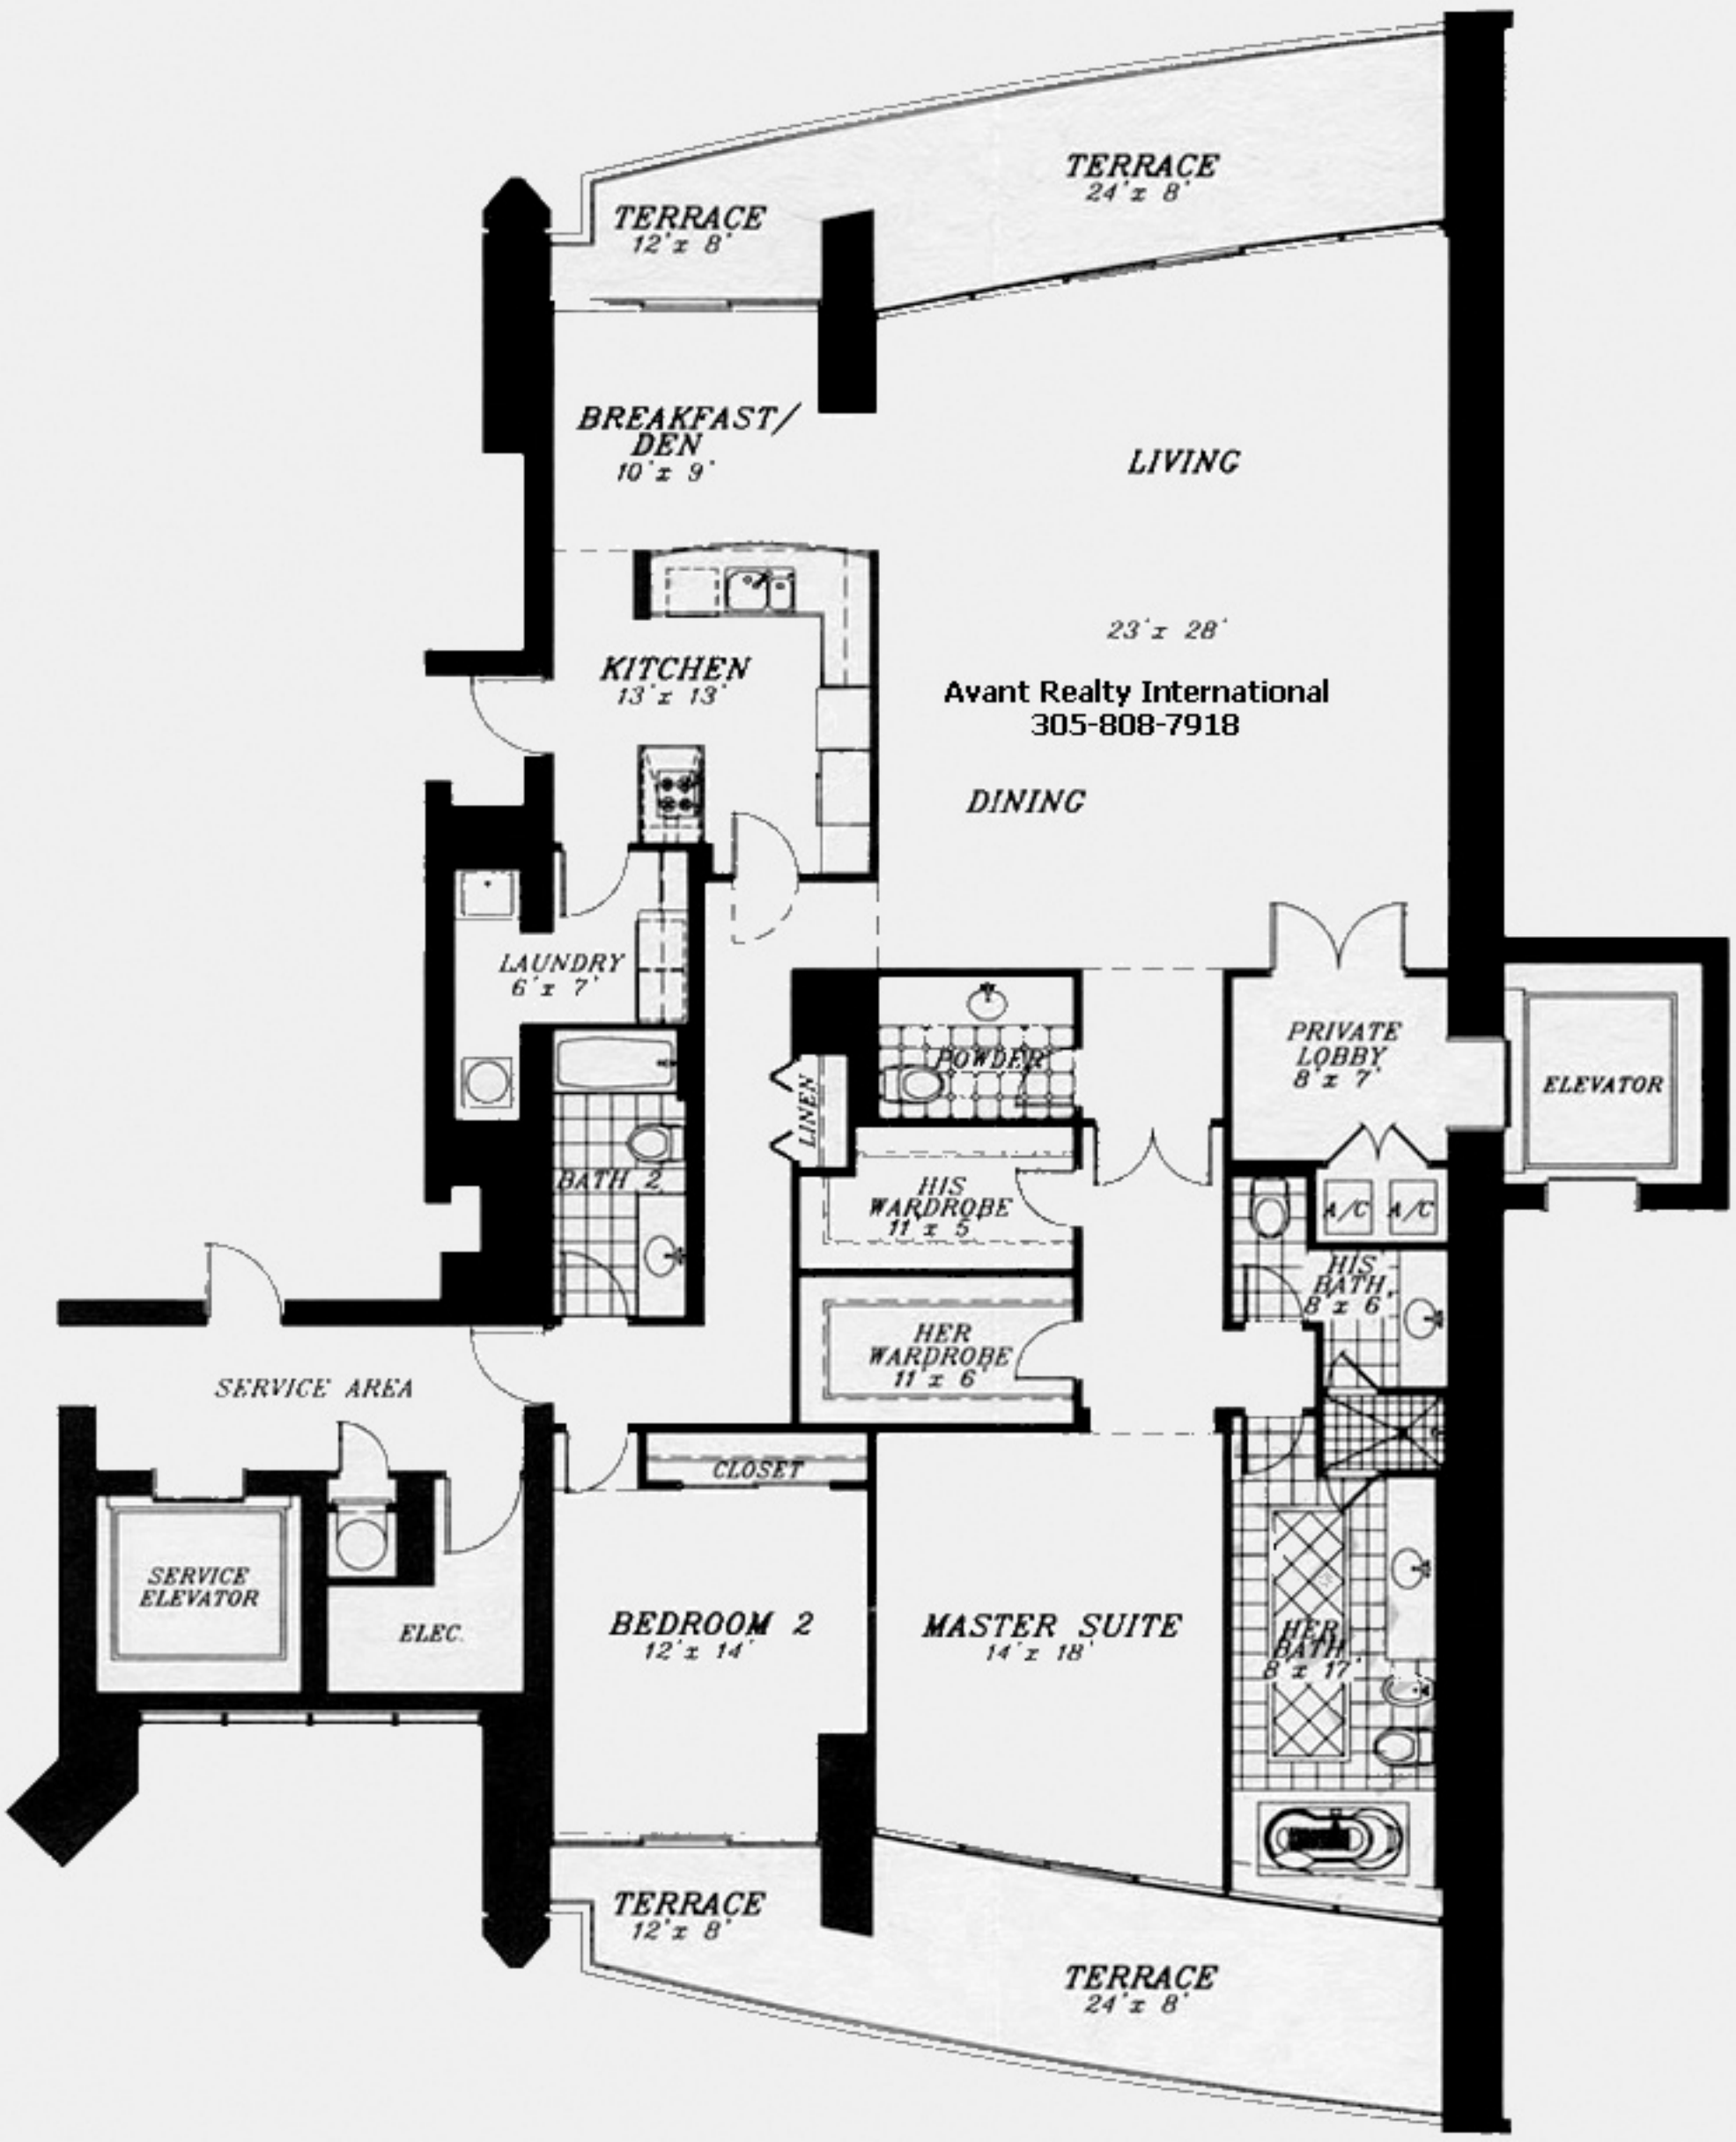 TERRACE
24' x 8'
TERRACE
12' x 8'
BREAKFAST/
DEN
10' x 9'
LIVING
23' x 28'
KITCHEN
13' x 13'
Avant Realty International
305-808-7918
DINING
LAUNDRY
6' x 7'
POWDER
PRIVATE
LOBBY
8' x 7'
ELEVATOR
LINEN
BATH 2
HIS
WARDROBE
11' x 5'
A/C
A/C
HIS
BATH
8' x 6'
HER
WARDROBE
11' x 6'
SERVICE AREA
CLOSET
SERVICE
ELEVATOR
ELEC.
BEDROOM 2
12' x 14'
MASTER SUITE
14' x 18'
HER
BATH
8' x 17'
TERRACE
12' x 8'
TERRACE
24' x 8'